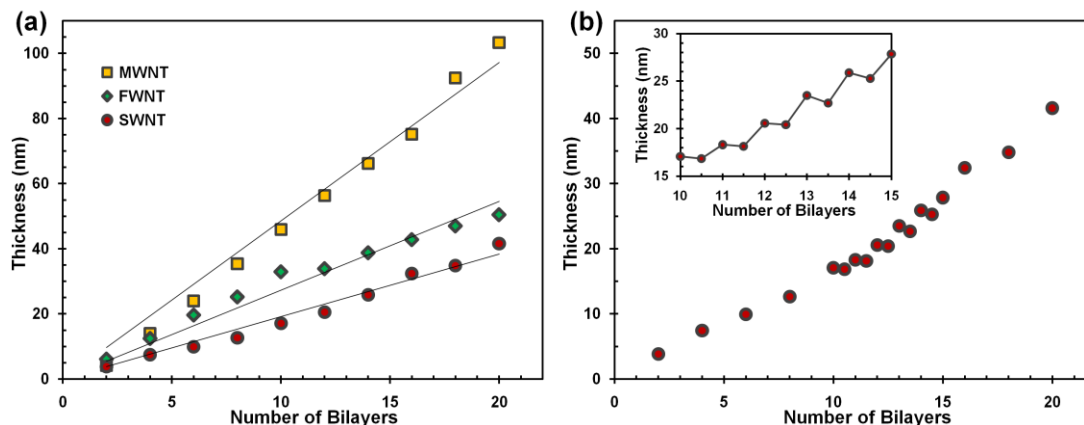 (a)
Thickness (nm)
100
80
60
40
20
0
MWNT
FWNT
SWNT
0 5 10 15 20
Number of Bilayers
(b)
Thickness (nm)
50
40
30
20
10
0
Thickness (nm)
30
25
20
15
10 11 12 13 14 15
Number of Bilayers
0 5 10 15 20
Number of Bilayers